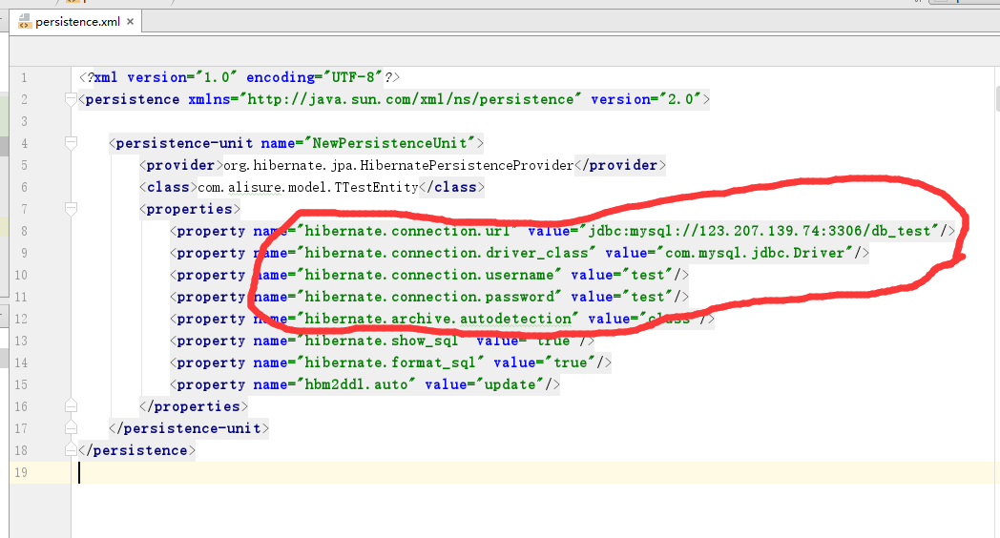 persistence.xml ×
1 <?xml version="1.0" encoding="UTF-8"?>
2 <persistence xmlns="http://java.sun.com/xml/ns/persistence" version="2.0">
3
4 <persistence-unit name="NewPersistenceUnit">
5 <provider>org.hibernate.jpa.HibernatePersistenceProvider</provider>
6 <class>com.alisure.model.TTestEntity</class>
7 <properties>
8 <property name="hibernate.connection.url" value="jdbc:mysql://123.207.139.74:3306/db_test"/>
9 <property name="hibernate.connection.driver_class" value="com.mysql.jdbc.Driver"/>
10 <property name="hibernate.connection.username" value="test"/>
11 <property name="hibernate.connection.password" value="test"/>
12 <property name="hibernate.archive.autodetection" value="class"/>
13 <property name="hibernate.show_sql" value="true"/>
14 <property name="hibernate.format_sql" value="true"/>
15 <property name="hbm2ddl.auto" value="update"/>
16 </properties>
17 </persistence-unit>
18 </persistence>
19